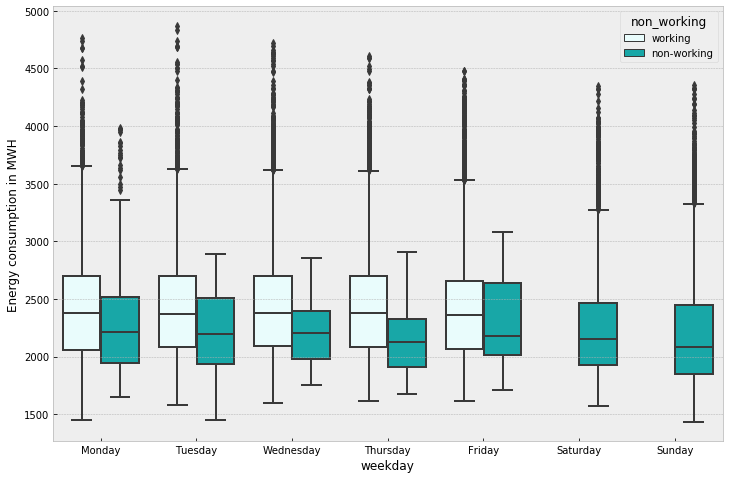 5000
4500
4000
3500
3000
2500
2000
1500
Energy consumption in MWH
non_working
working
non-working
Monday
Tuesday
Wednesday
Thursday
Friday
Saturday
Sunday
weekday